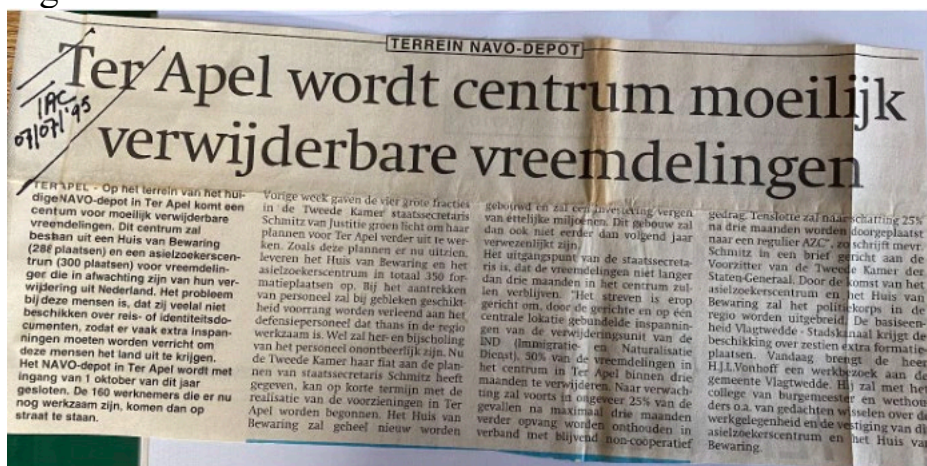 TERREIN NAVO-DEPOT
Ter Apel wordt centrum moeilijk
verwijderbare vreemdelingen
IAC
07/07/'95
TER APEL - Op het terrein van het hui-
dige NAVO-depot in Ter Apel komt een
centum voor moeilijk verwijderbare
vreemdelingen. Dit centrum zal
bestaan uit een Huis van Bewaring
(288 plaatsen) en een asielzoekerscen-
trum (300 plaatsen) voor vreemdelin-
ger die in afwachting zijn van hun ver-
wijdering uit Nederland. Het probleem
bij deze mensen is, dat zij veelal niet
beschikken over reis- of identiteitsdo-
cumenten, zodat er vaak extra inspan-
ningen moeten worden verricht om
deze mensen het land uit te krijgen.
Het NAVO-depot in Ter Apel wordt met
ingang van 1 oktober van dit jaar
gesloten. De 160 werknemers die er nu
nog werkzaam zijn, komen dan op
straat te staan.
Vorige week gaven de vier grote fracties
in de Tweede Kamer staatssecretaris
Schmitz van Justitie groen licht om haar
plannen voor Ter Apel verder uit te wer-
ken. Zoals deze plannen er nu uitzien,
leveren het Huis van Bewaring en het
asielzoekerscentrum in totaal 350 for-
matieplaatsen op. Bij het aantrekken
van personeel zal bij gebleken geschikt-
heid voorrang worden verleend aan het
defensiepersoneel dat thans in de regio
werkzaam is. Wel zal her- en bijscholing
van het personeel onontbeerlijk zijn. Nu
de Tweede Kamer haar fiat aan de plan-
nen van staatssecretaris Schmitz heeft
gegeven, kan op korte termijn met de
realisatie van de voorzieningen in Ter
Apel worden begonnen. Het Huis van
Bewaring zal geheel nieuw worden
gebouwd en zal een investering vergen
van ettelijke miljoenen. Dit gebouw zal
dan ook niet eerder dan volgend jaar
verwezenlijkt zijn.
Het uitgangspunt van de staatssecreta-
ris is, dat de vreemdelingen niet langer
dan drie maanden in het centrum zul-
len verblijven. "Het streven is erop
gericht om, door de gerichte en op één
centrale lokatie gebundelde inspannin-
gen van de verwijderingsunit van de
IND (Immigratie en Naturalisatie
Dienst), 50% van de vreemdelingen in
het centrum in Ter Apel binnen drie
maanden te verwijderen. Naar verwach-
ting zal voorts in ongeveer 25% van de
gevallen na maximaal drie maanden
verder opvang worden onthouden in
verband met blijvend non-coöperatief
gedrag. Tenslotte zal naar schatting 25%
na drie maanden worden doorgeplaatst
naar een regulier AZC", zo schrijft mevr.
Schmitz in een brief gericht aan de
Voorzitter van de Tweede Kamer der
Staten-Generaal. Door de komst van het
asielzoekerscentrum en het Huis van
Bewaring zal het politiekorps in de
regio worden uitgebreid. De basiseen-
heid Vlagtwedde - Stadskanaal krijgt de
beschikking over zestien extra formatie-
plaatsen. Vandaag brengt de heer
H.J.L. Vonhoff een werkbezoek aan de
gemeente Vlagtwedde. Hij zal met het
college van burgemeester en wethou-
ders o.a. van gedachten wisselen over de
werkgelegenheid en de vestiging van
asielzoekerscentrum en het Huis van
Bewaring.